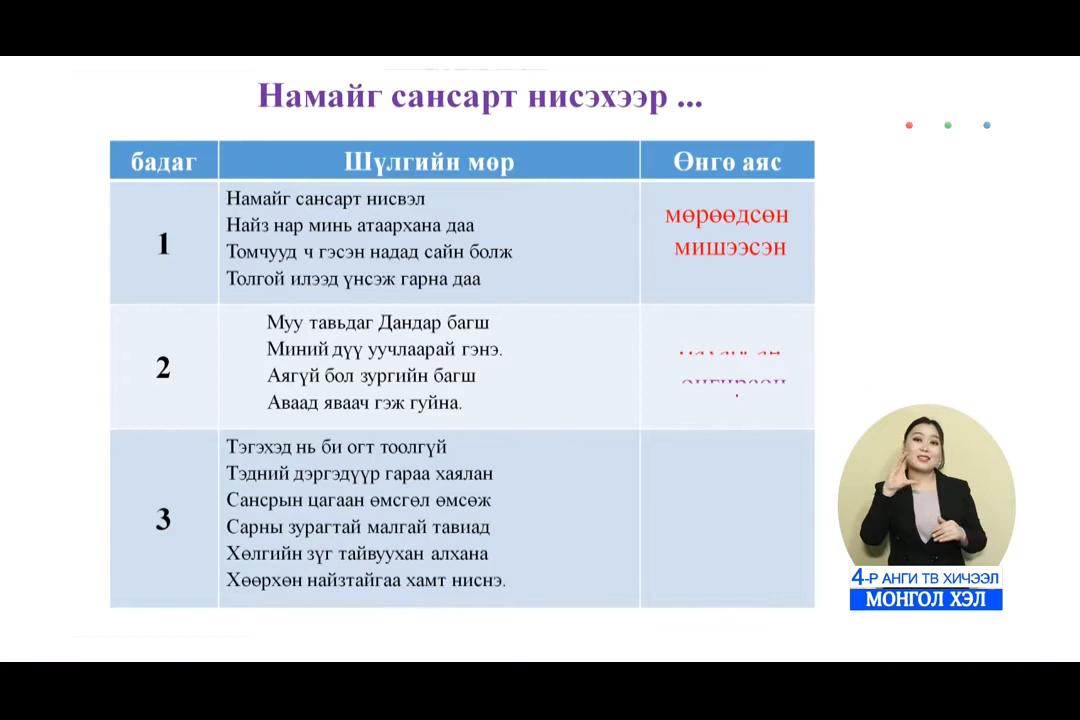 Намайг сансарт нисэхээр ...
бадаг
Шүлгийн мөр
Өнгө аяс
1
Намайг сансарт нисвэл
Найз нар минь атаархана даа
Томчууд ч гэсэн надад сайн болж
Толгой илээд үнсэж гарна даа
мөрөөдсөн
мишээсэн
2
Муу тавьдаг Дандар багш
Миний дүү уучлаарай гэнэ.
Аягүй бол зургийн багш
Аваад яваач гэж гуйна.
3
Тэгэхэд нь би огт тоолгүй
Тэдний дэргэдүүр гараа хаялан
Сансрын цагаан өмсгөл өмсөж
Сарны зурагтай малгай тавиад
Хөлгийн зүг тайвуухан алхана
Хөөрхөн найзтайгаа хамт ниснэ.
4-Р АНГИ ТВ ХИЧЭЭЛ
МОНГОЛ ХЭЛ